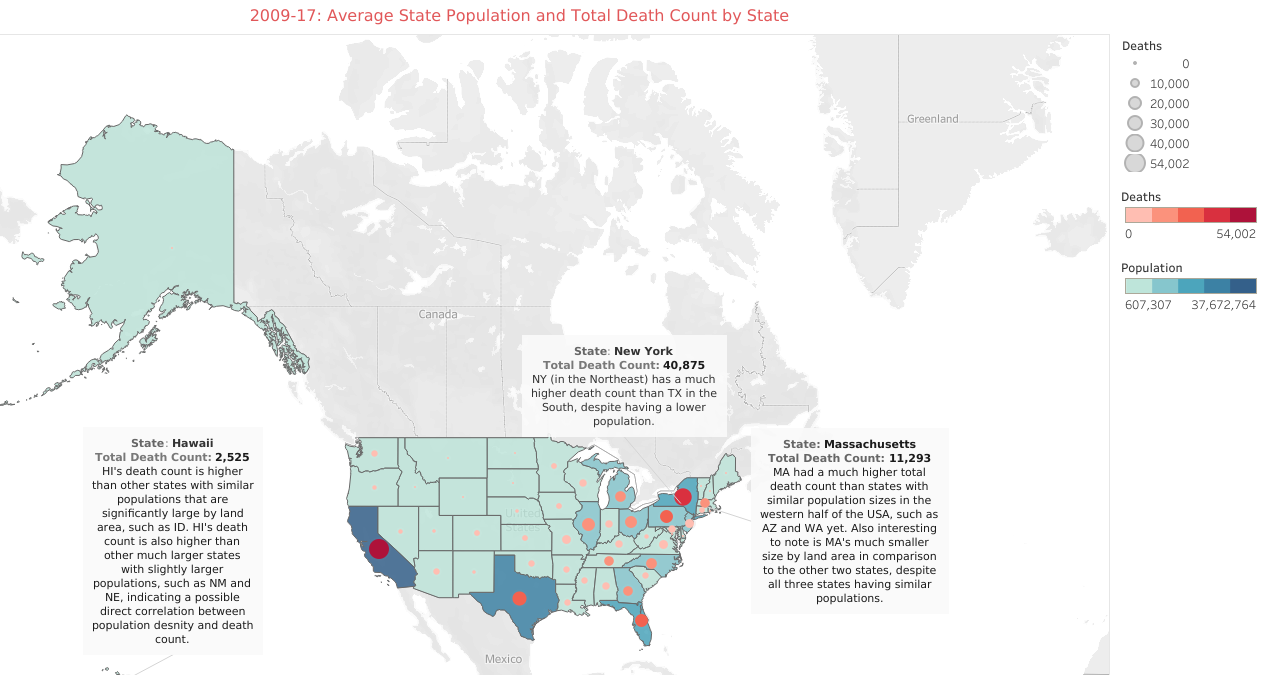 2009-17: Average State Population and Total Death Count by State
Deaths
0
10,000
20,000
30,000
40,000
54,002
Deaths
0 54,002
Population
607,307 37,672,764
Greenland
Canada
United
States
Mexico
State: New York
Total Death Count: 40,875
NY (in the Northeast) has a much
higher death count than TX in the
South, despite having a lower
population.
State: Hawaii
Total Death Count: 2,525
HI's death count is higher
than other states with similar
populations that are
significantly large by land
area, such as ID. HI's death
count is also higher than
other much larger states
with slightly larger
populations, such as NM and
NE, indicating a possible
direct correlation between
population desnity and death
count.
State: Massachusetts
Total Death Count: 11,293
MA had a much higher total
death count than states with
similar population sizes in the
western half of the USA, such as
AZ and WA yet. Also interesting
to note is MA's much smaller
size by land area in comparison
to the other two states, despite
all three states having similar
populations.